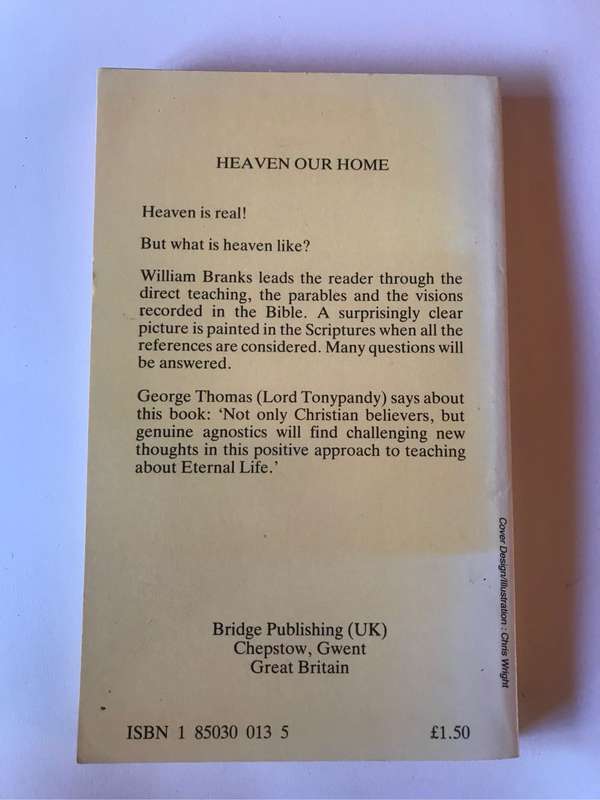 HEAVEN OUR HOME
Heaven is real!
But what is heaven like?
William Branks leads the reader through the
direct teaching, the parables and the visions
recorded in the Bible. A surprisingly clear
picture is painted in the Scriptures when all the
references are considered. Many questions will
be answered.
George Thomas (Lord Tonypandy) says about
this book: ‘Not only Christian believers, but
genuine agnostics will find challenging new
thoughts in this positive approach to teaching
about Eternal Life.’
Cover Design/Illustration : Chris Wright
Bridge Publishing (UK)
Chepstow, Gwent
Great Britain
ISBN 1 85030 013 5 £1.50